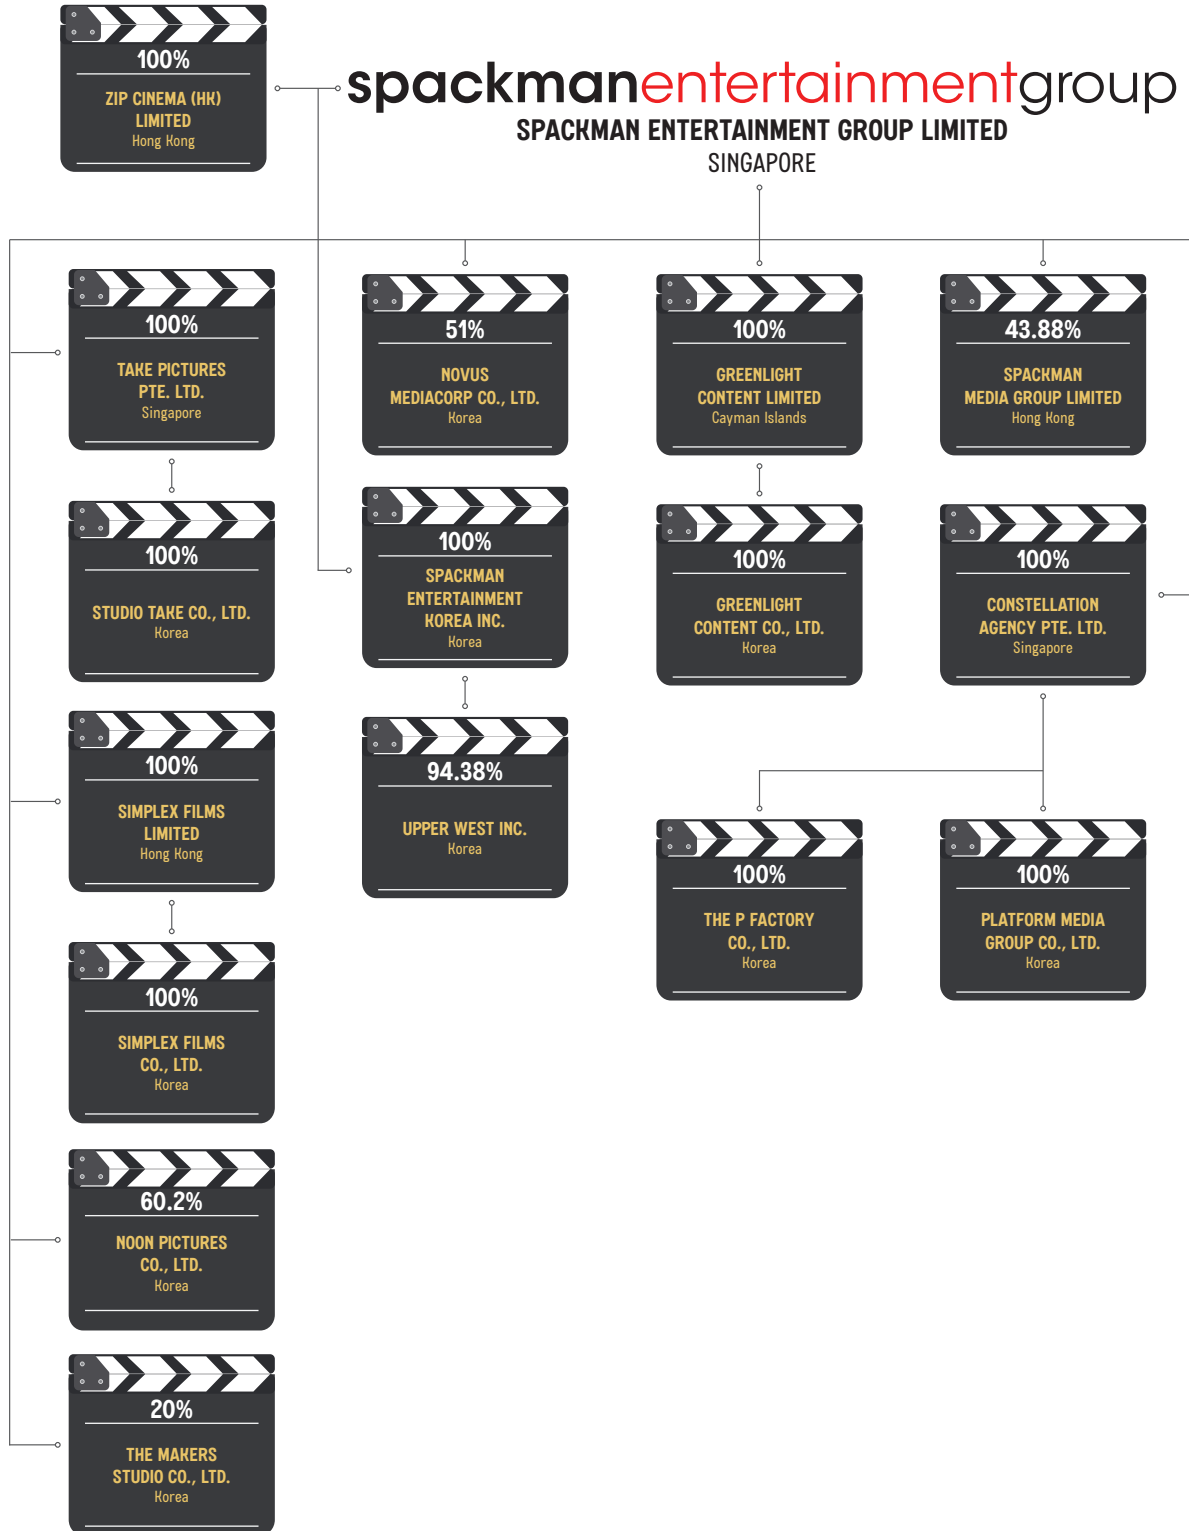 100%
ZIP CINEMA (HK)
LIMITED
Hong Kong
spackmanentertainmentgroup
SPACKMAN ENTERTAINMENT GROUP LIMITED
SINGAPORE
100%
TAKE PICTURES
PTE. LTD.
Singapore
51%
NOVUS
MEDIACORP CO., LTD.
Korea
100%
GREENLIGHT
CONTENT LIMITED
Cayman Islands
43.88%
SPACKMAN
MEDIA GROUP LIMITED
Hong Kong
100%
STUDIO TAKE CO., LTD.
Korea
100%
SPACKMAN
ENTERTAINMENT
KOREA INC.
Korea
100%
GREENLIGHT
CONTENT CO., LTD.
Korea
100%
CONSTELLATION
AGENCY PTE. LTD.
Singapore
100%
SIMPLEX FILMS
LIMITED
Hong Kong
94.38%
UPPER WEST INC.
Korea
100%
THE P FACTORY
CO., LTD.
Korea
100%
PLATFORM MEDIA
GROUP CO., LTD.
Korea
100%
SIMPLEX FILMS
CO., LTD.
Korea
60.2%
NOON PICTURES
CO., LTD.
Korea
20%
THE MAKERS
STUDIO CO., LTD.
Korea